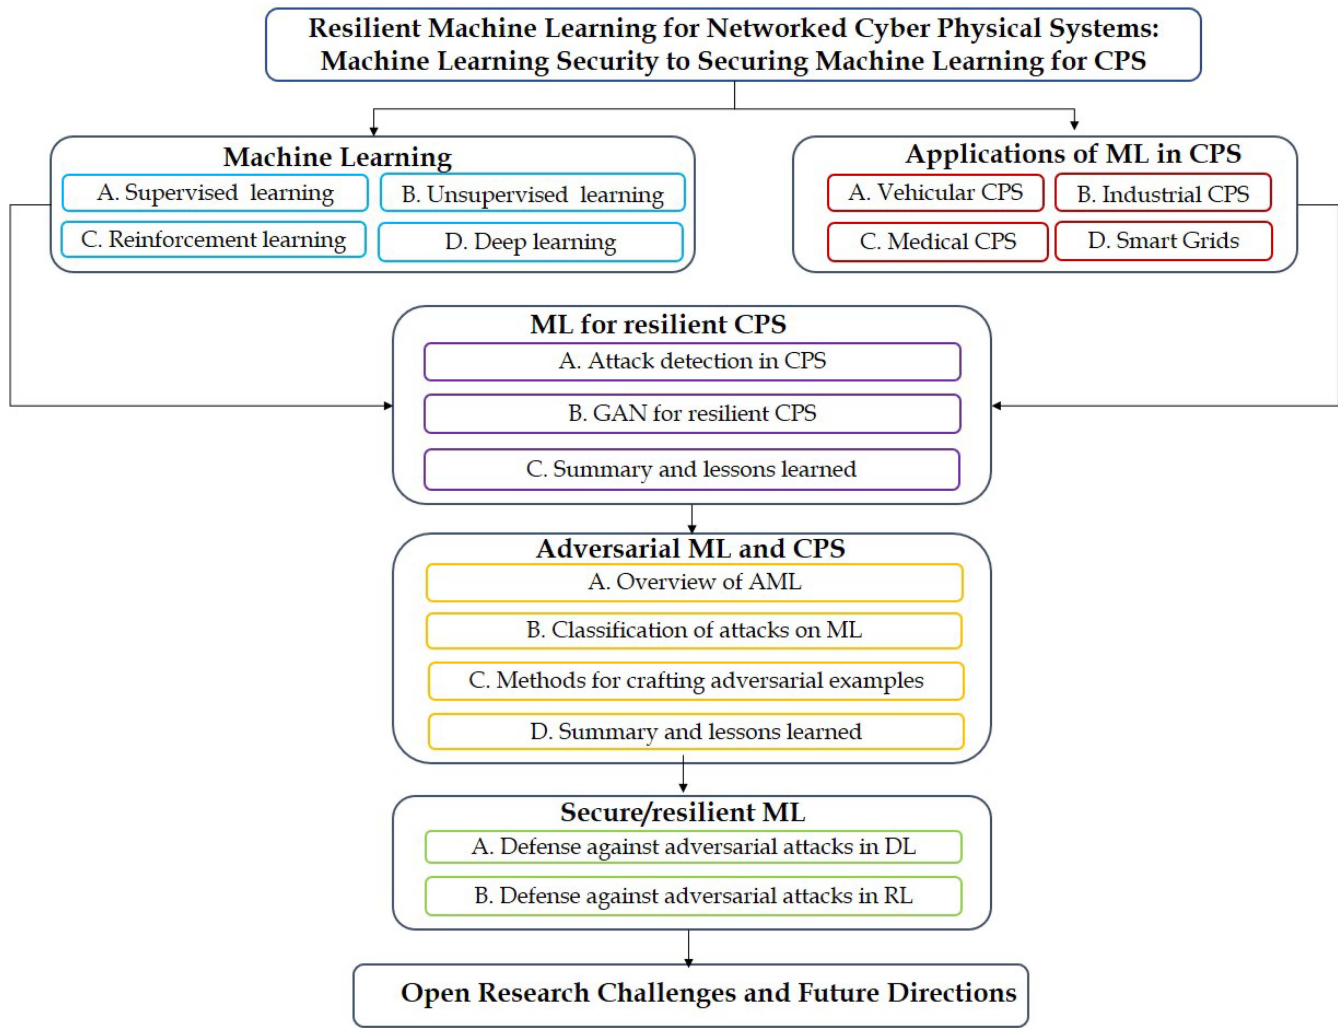 Resilient Machine Learning for Networked Cyber Physical Systems:
Machine Learning Security to Securing Machine Learning for CPS
Machine Learning
A. Supervised learning
B. Unsupervised learning
C. Reinforcement learning
D. Deep learning
Applications of ML in CPS
A. Vehicular CPS
B. Industrial CPS
C. Medical CPS
D. Smart Grids
ML for resilient CPS
A. Attack detection in CPS
B. GAN for resilient CPS
C. Summary and lessons learned
Adversarial ML and CPS
A. Overview of AML
B. Classification of attacks on ML
C. Methods for crafting adversarial examples
D. Summary and lessons learned
Secure/resilient ML
A. Defense against adversarial attacks in DL
B. Defense against adversarial attacks in RL
Open Research Challenges and Future Directions